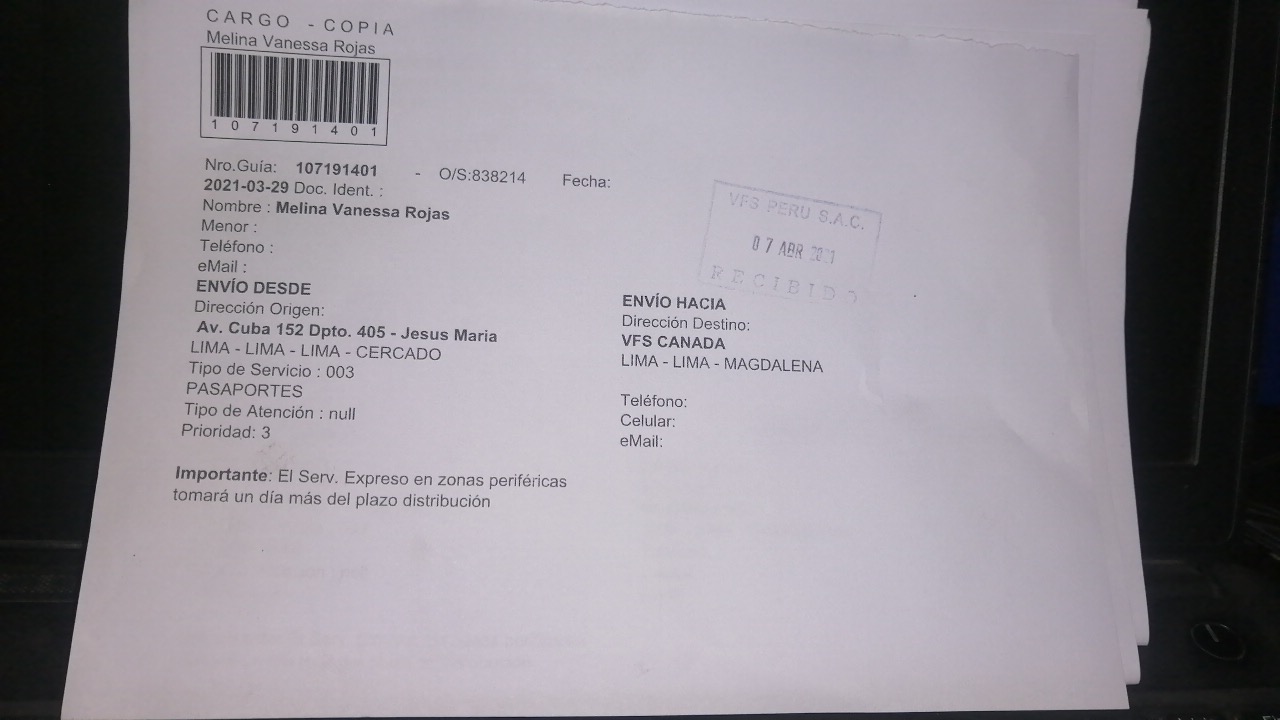 CARGO - COPIA
Melina Vanessa Rojas
107191401
Nro.Guía: 107191401 - O/S:838214 Fecha:
2021-03-29 Doc. Ident. :
Nombre : Melina Vanessa Rojas
Menor :
Teléfono :
eMail :
ENVÍO DESDE
Dirección Origen:
Av. Cuba 152 Dpto. 405 - Jesus Maria
LIMA - LIMA - LIMA - CERCADO
Tipo de Servicio : 003
PASAPORTES
Tipo de Atención : null
Prioridad: 3
VFS PERU S.A.C.
07 ABR 2021
RECIBIDO
ENVÍO HACIA
Dirección Destino:
VFS CANADA
LIMA - LIMA - MAGDALENA
Teléfono:
Celular:
eMail:
Importante: El Serv. Expreso en zonas periféricas
tomará un día más del plazo distribución